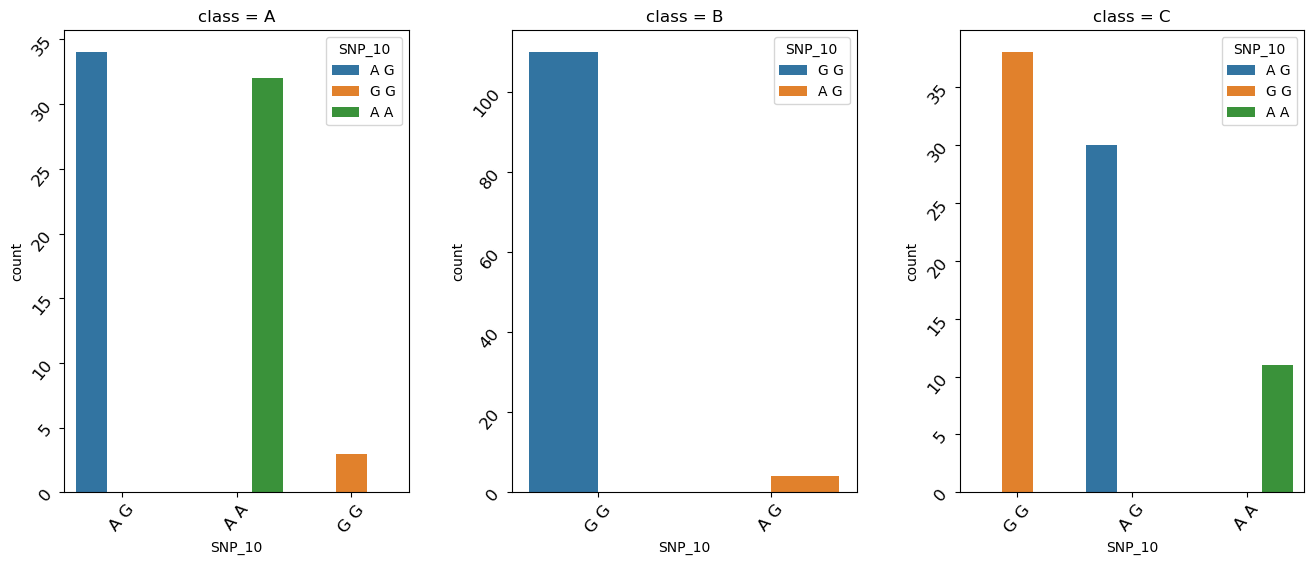 class = A
35
30
25
20
15
10
5
0
count
SNP_10
A G
G G
A A
A G
A A
G G
SNP_10
class = B
100
80
60
40
20
0
count
SNP_10
G G
A G
G G
A G
SNP_10
class = C
35
30
25
20
15
10
5
0
count
SNP_10
A G
G G
A A
G G
A G
A A
SNP_10